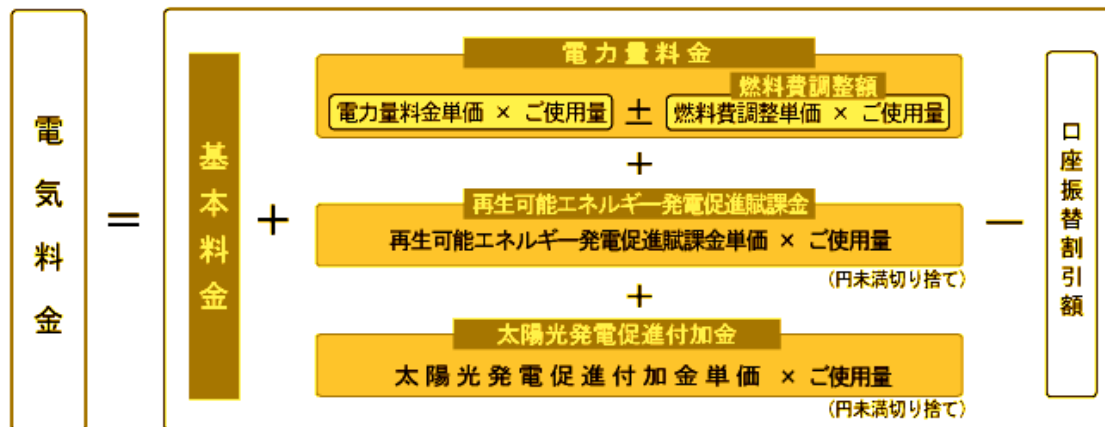 電気料金
＝
基本料金
＋
電力量料金
燃料費調整額
電力量料金単価 × ご使用量 ± 燃料費調整単価 × ご使用量
＋
再生可能エネルギー発電促進賦課金
再生可能エネルギー発電促進賦課金単価 × ご使用量
(円未満切り捨て)
＋
太陽光発電促進付加金
太陽光発電促進付加金単価 × ご使用量
(円未満切り捨て)
－
口座振替割引額